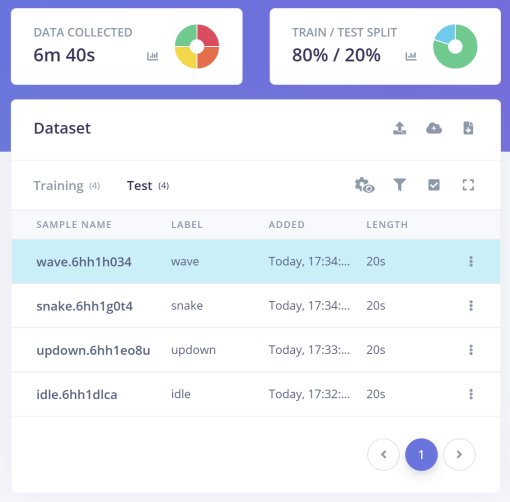 DATA COLLECTED
6m 40s
TRAIN / TEST SPLIT
80% / 20%
Dataset
Training (4) Test (4)
SAMPLE NAME LABEL ADDED LENGTH
wave.6hh1h034 wave Today, 17:34:... 20s
snake.6hh1g0t4 snake Today, 17:34:... 20s
updown.6hh1eo8u updown Today, 17:33:... 20s
idle.6hh1dlca idle Today, 17:32:... 20s
1